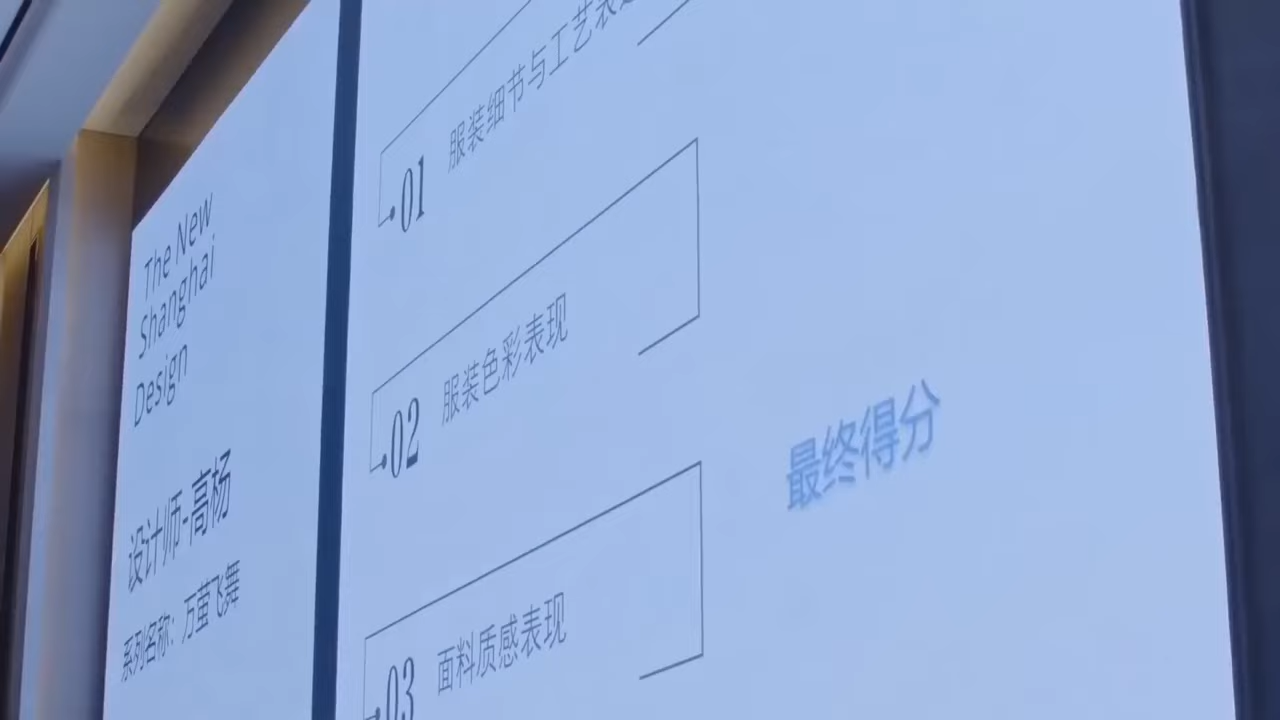 The New
Shanghai
Design
设计师-高杨
系列名称：万萤飞舞
01
服装细节与工艺表
02
服装色彩表现
03
面料质感表现
最终得分